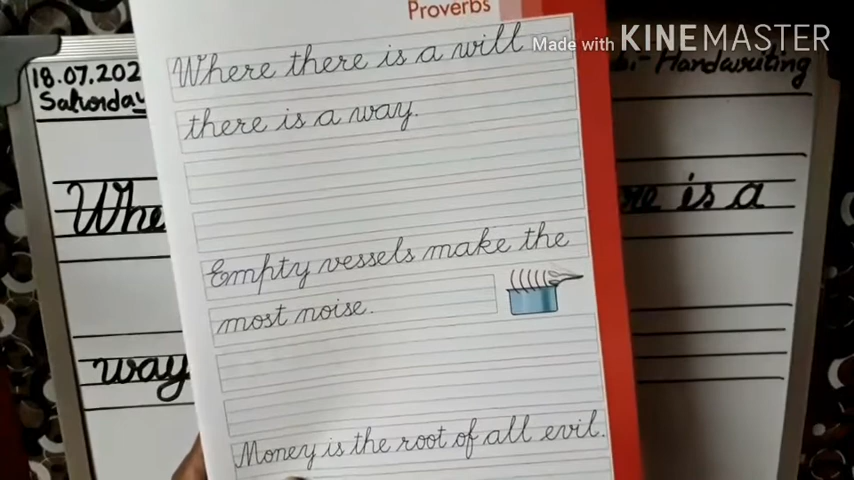 Proverbs
Made with KINEMASTER
18.07.202
Saturday
Handwriting
Where there is a will
there is a way.
Whe
is a
Empty vessels make the
most noise.
way
Money is the root of all evil.